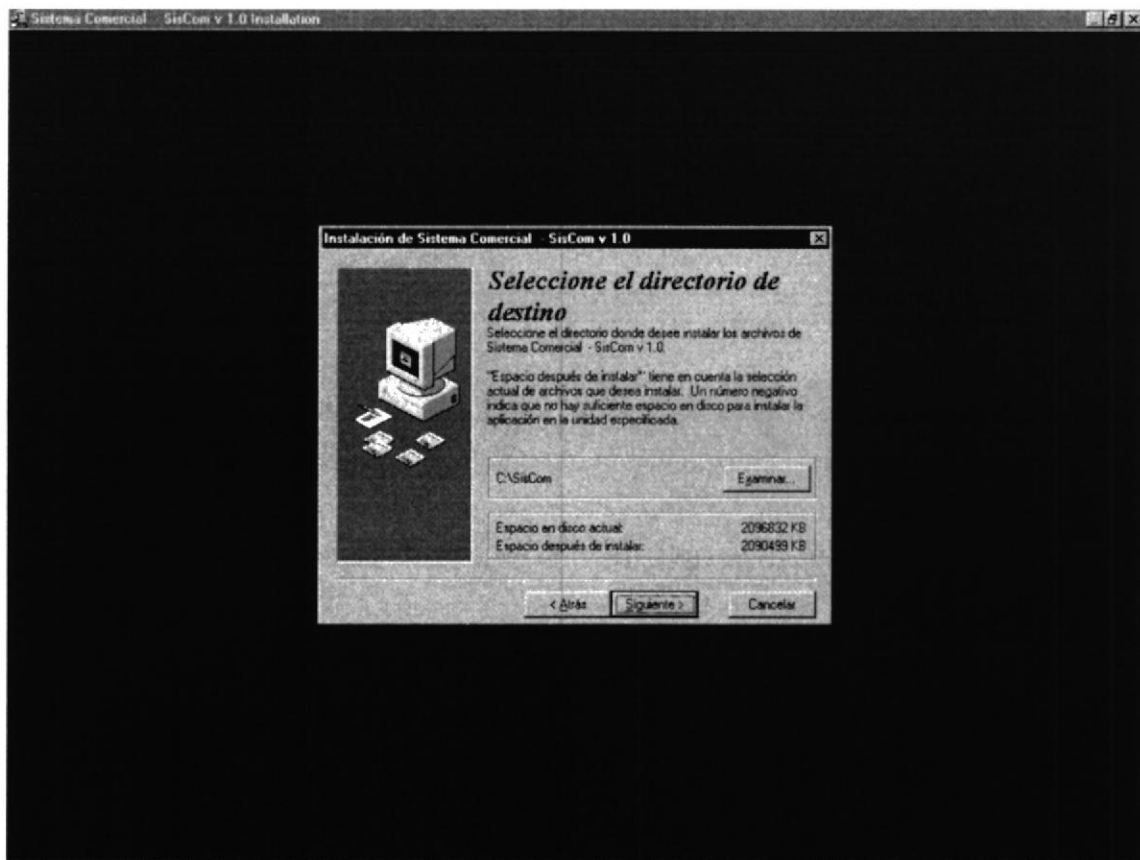 Sistema Comercial - SisCom v 1.0 Installation
Instalación de Sistema Comercial - SisCom v 1.0
Seleccione el directorio de
destino
Seleccione el directorio donde desee instalar los archivos de
Sistema Comercial - SisCom v 1.0.
"Espacio después de instalar" tiene en cuenta la selección
actual de archivos que desea instalar. Un número negativo
indica que no hay suficiente espacio en disco para instalar la
aplicación en la unidad especificada.
C:\SisCom
Examinar...
Espacio en disco actual: 2096832 KB
Espacio después de instalar: 2090499 KB
< Atrás
Siguiente >
Cancelar